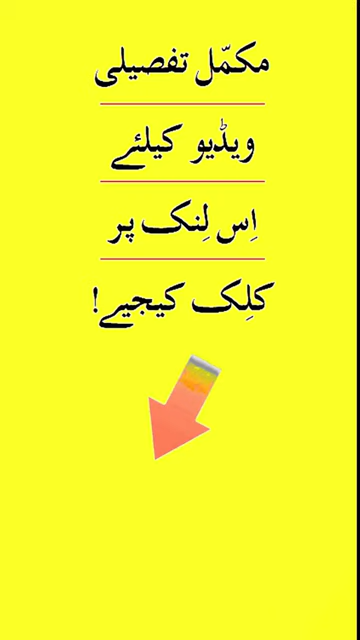 مکمّل تفصیلی
ویڈیو کیلئے
اِس لِنک پر
کلِک کیجیے!